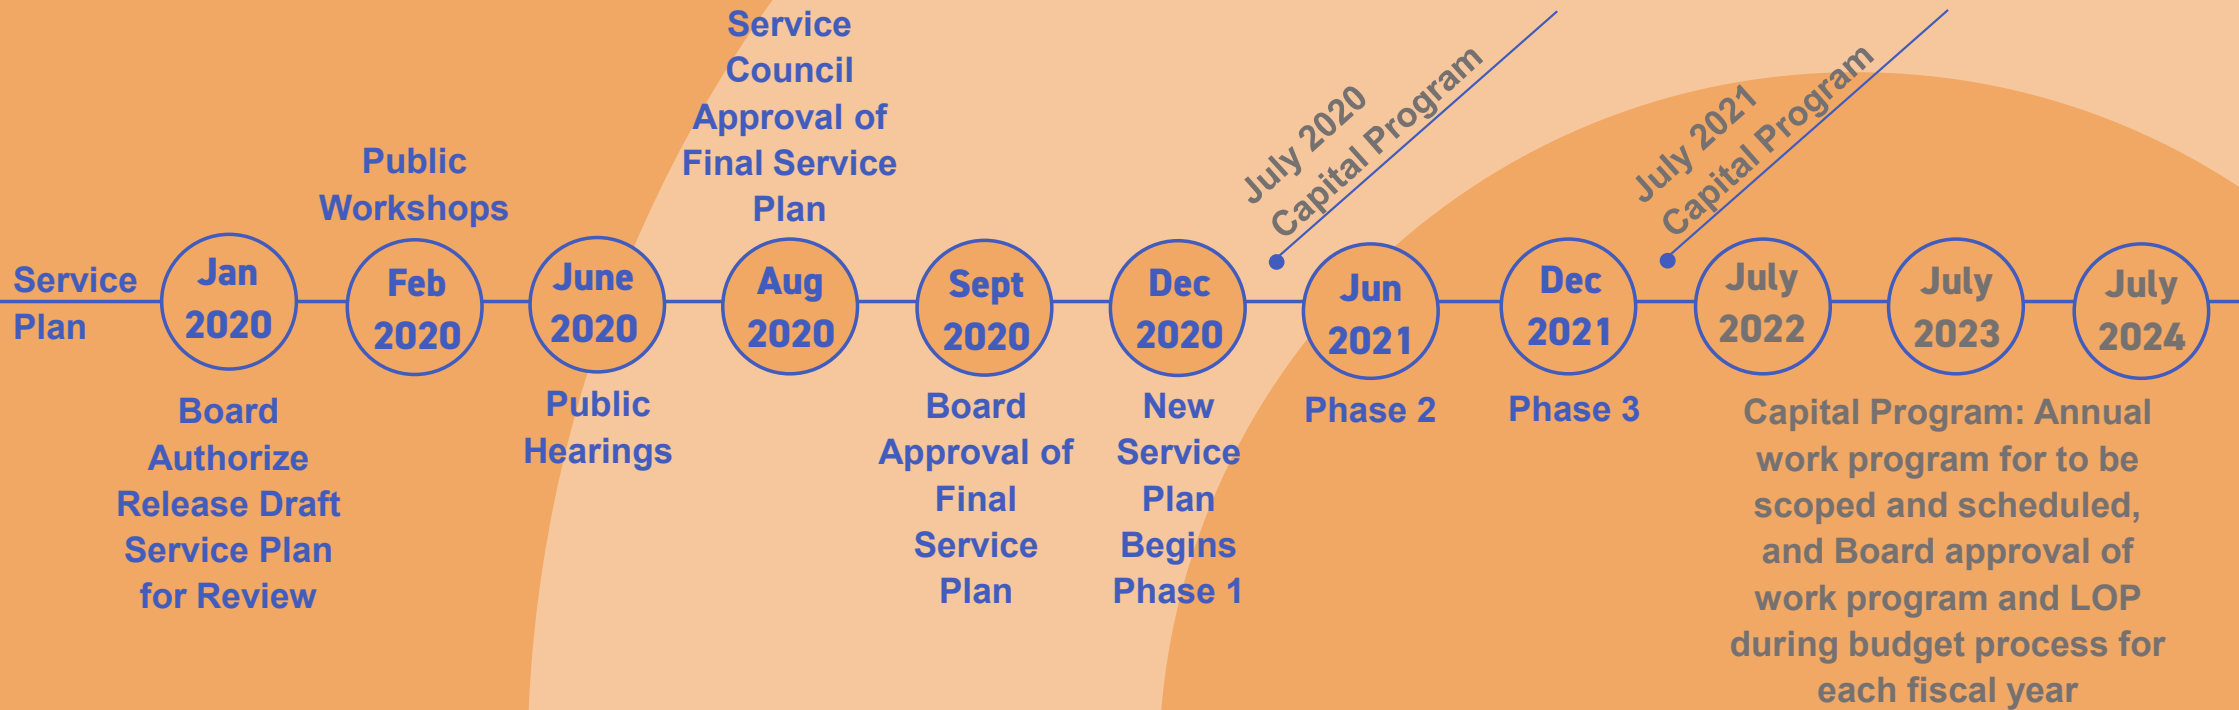 Service
Plan
Jan
2020
Board
Authorize
Release Draft
Service Plan
for Review
Public
Workshops
Feb
2020
June
2020
Public
Hearings
Service
Council
Approval of
Final Service
Plan
Aug
2020
Sept
2020
Board
Approval of
Final
Service
Plan
Dec
2020
New
Service
Plan
Begins
Phase 1
July 2020
Capital Program
Jun
2021
Phase 2
Dec
2021
Phase 3
July 2021
Capital Program
July
2022
July
2023
July
2024
Capital Program: Annual
work program for to be
scoped and scheduled,
and Board approval of
work program and LOP
during budget process for
each fiscal year